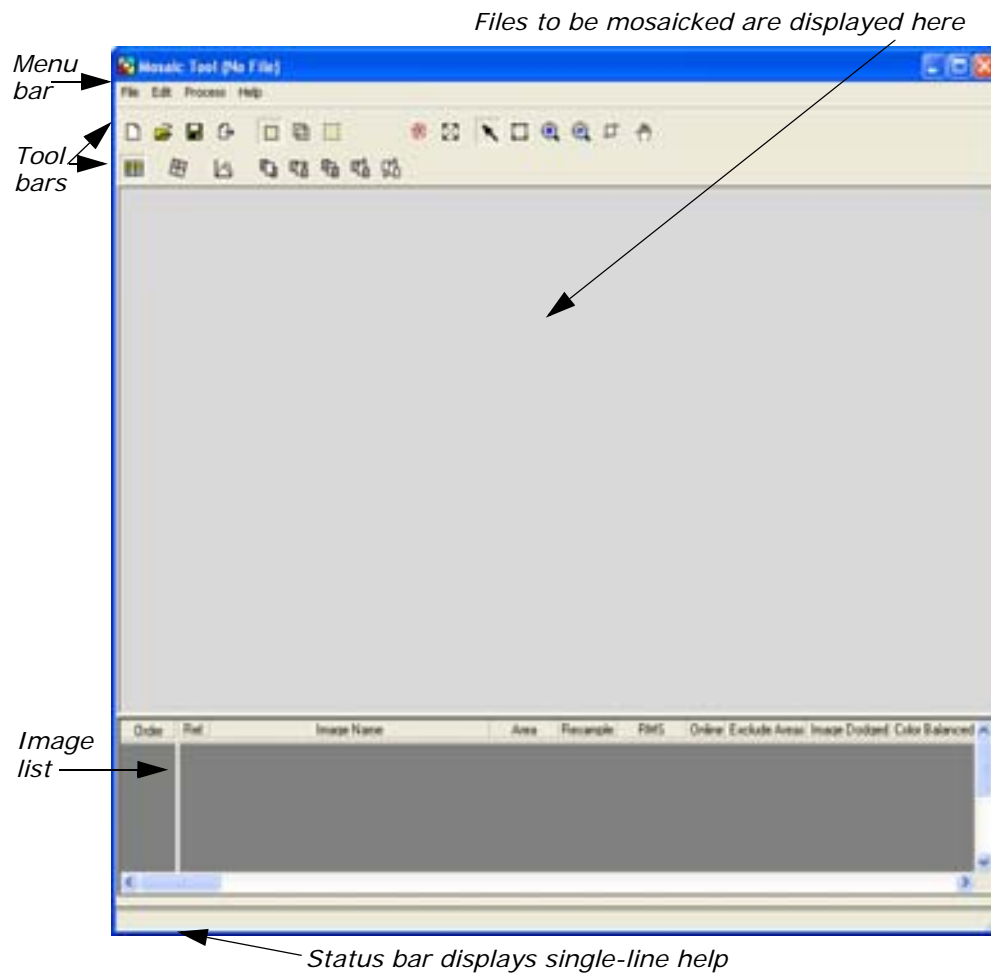 Files to be mosaicked are displayed here
Menu
bar
Mosaic Tool (No File)
File Edit Process Help
Tool
bars
Order Ref Image Name Area Resample RMS Online Exclude Areas Image Dodged Color Balanced
Image
list
Status bar displays single-line help